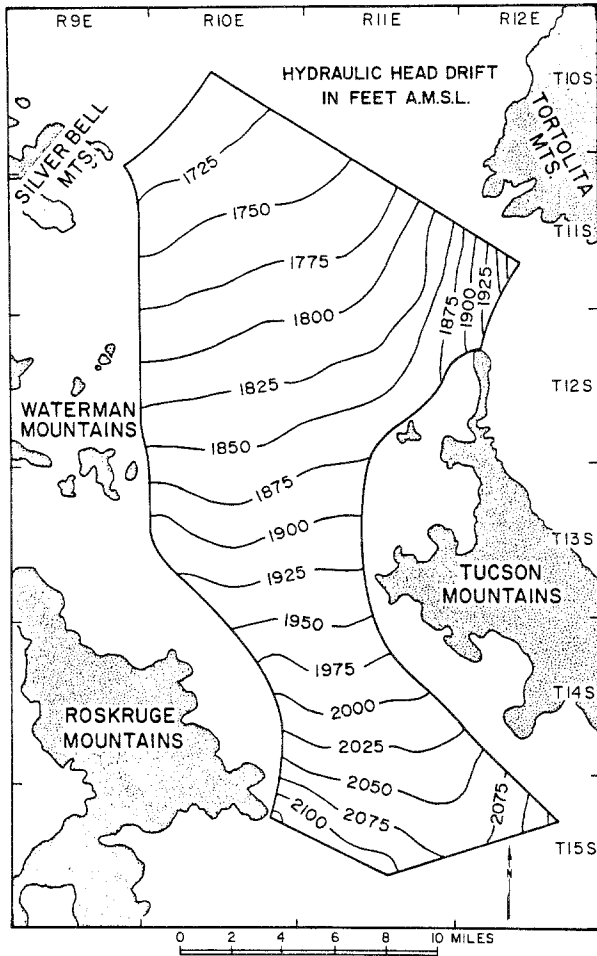 R9E
R10E
R11E
R12E
HYDRAULIC HEAD DRIFT
IN FEET A.M.S.L.
T10S
SILVER BELL
MTS.
TORTOLITA
MTS.
1725
1750
T11S
1775
1800
1875
1900
1925
1825
T12S
WATERMAN
MOUNTAINS
1850
1875
1900
T13S
1925
TUCSON
MOUNTAINS
1950
1975
T14S
2000
ROSKRUGE
MOUNTAINS
2025
2050
2075
2100
2075
T15S
N
0 2 4 6 8 10 MILES